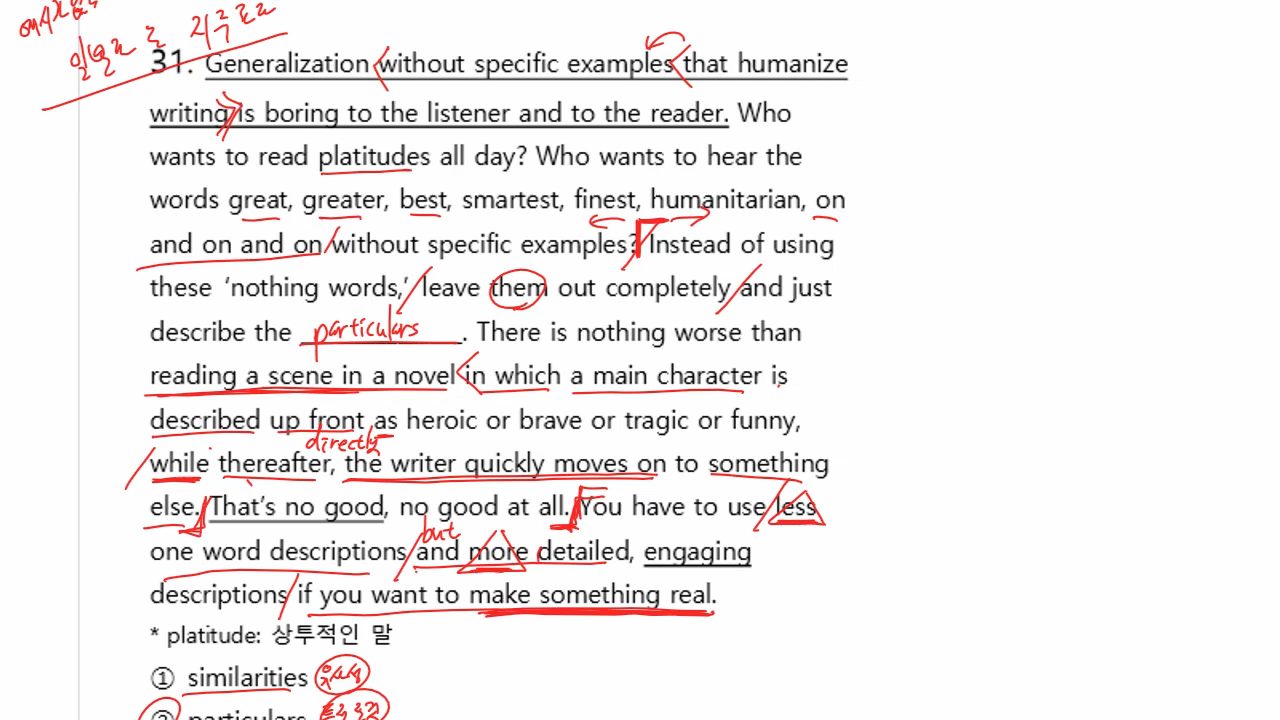 31. Generalization without specific examples that humanize
writing is boring to the listener and to the reader. Who
wants to read platitudes all day? Who wants to hear the
words great, greater, best, smartest, finest, humanitarian, on
and on and on without specific examples? Instead of using
these 'nothing words,' leave them out completely and just
describe the particulars. There is nothing worse than
reading a scene in a novel in which a main character is
described up front as heroic or brave or tragic or funny,
directly
while thereafter, the writer quickly moves on to something
else. That's no good, no good at all. You have to use less
but
one word descriptions and more detailed, engaging
descriptions if you want to make something real.
* platitude: 상투적인 말
① similarities 유사성
② particulars